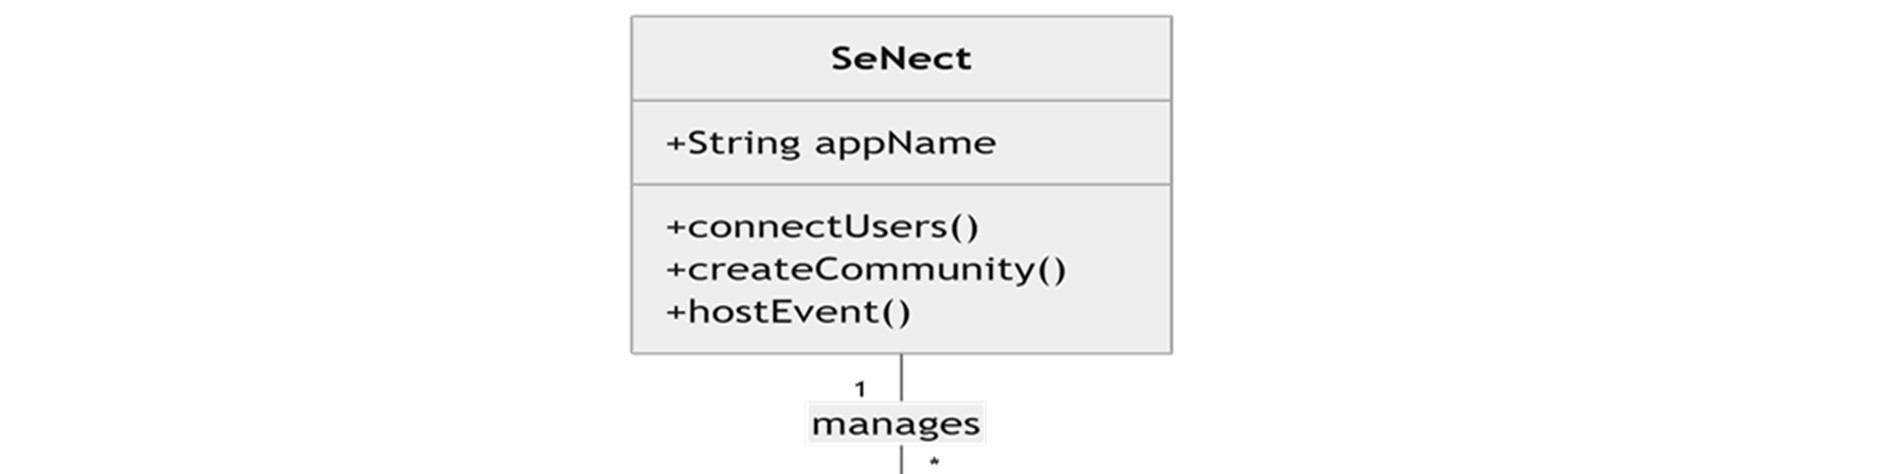 SeNect
+String appName
+connectUsers()
+createCommunity()
+hostEvent()
1
manages
*